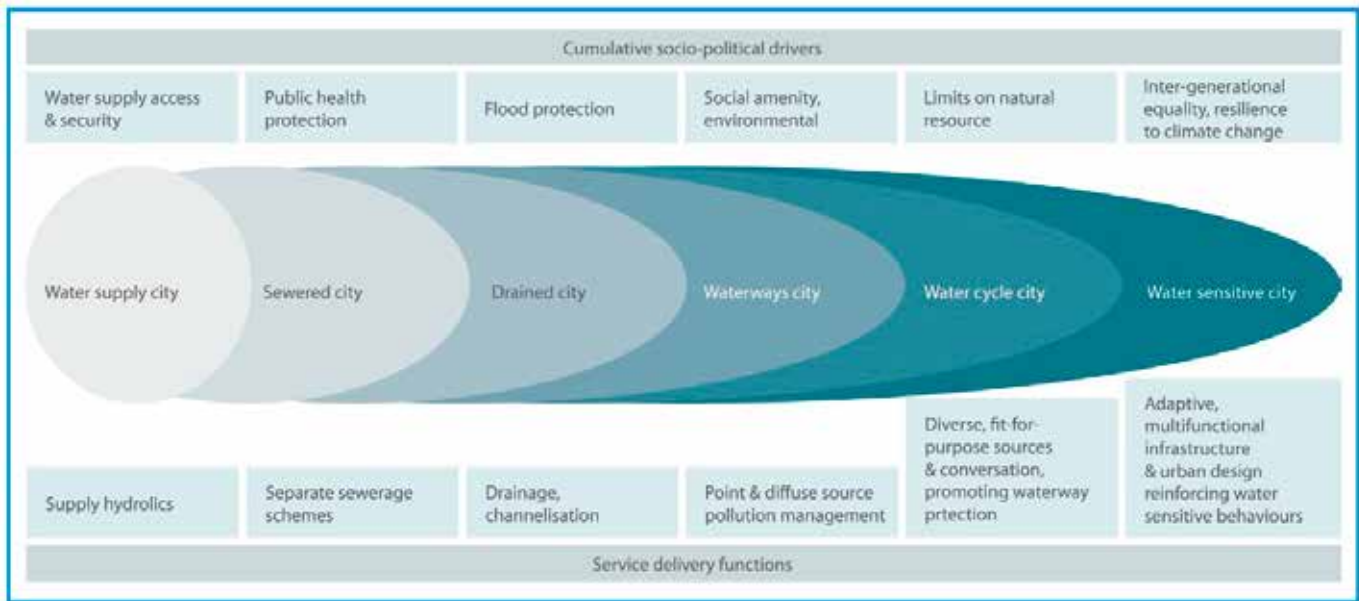 Cumulative socio-political drivers
Water supply access
& security
Public health
protection
Flood protection
Social amenity,
environmental
Limits on natural
resource
Inter-generational
equality, resilience
to climate change
Water supply city
Sewered city
Drained city
Waterways city
Water cycle city
Water sensitive city
Supply hydrolics
Separate sewerage
schemes
Drainage,
channelisation
Point & diffuse source
pollution management
Diverse, fit-for-
purpose sources
& conversation,
promoting waterway
prtection
Adaptive,
multifunctional
infrastructure
& urban design
reinforcing water
sensitive behaviours
Service delivery functions